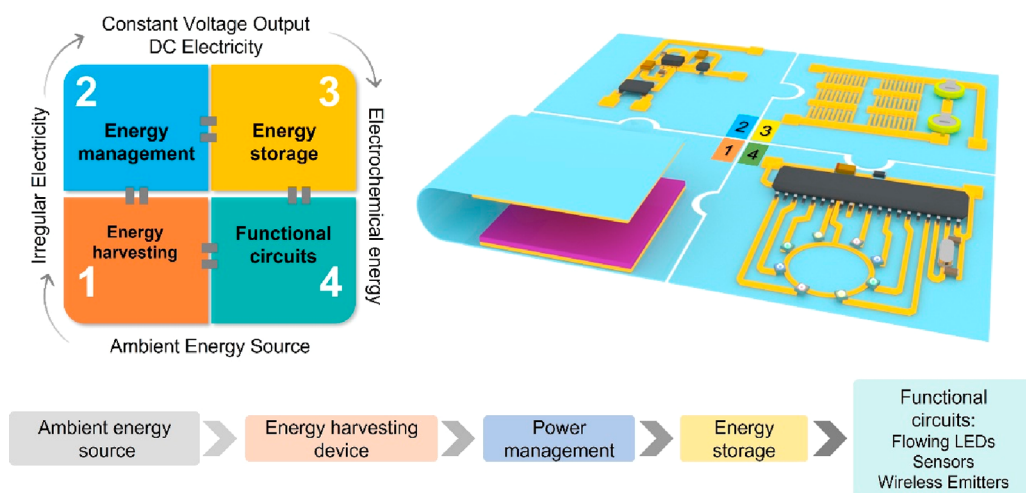 Constant Voltage Output
DC Electricity
Irregular Electricity
Electrochemical energy
2
Energy
management
3
Energy
storage
Energy
harvesting
1
Functional
circuits
4
Ambient Energy Source
2
3
1
4
Ambient energy
source
Energy harvesting
device
Power
management
Energy
storage
Functional
circuits:
Flowing LEDs
Sensors
Wireless Emitters